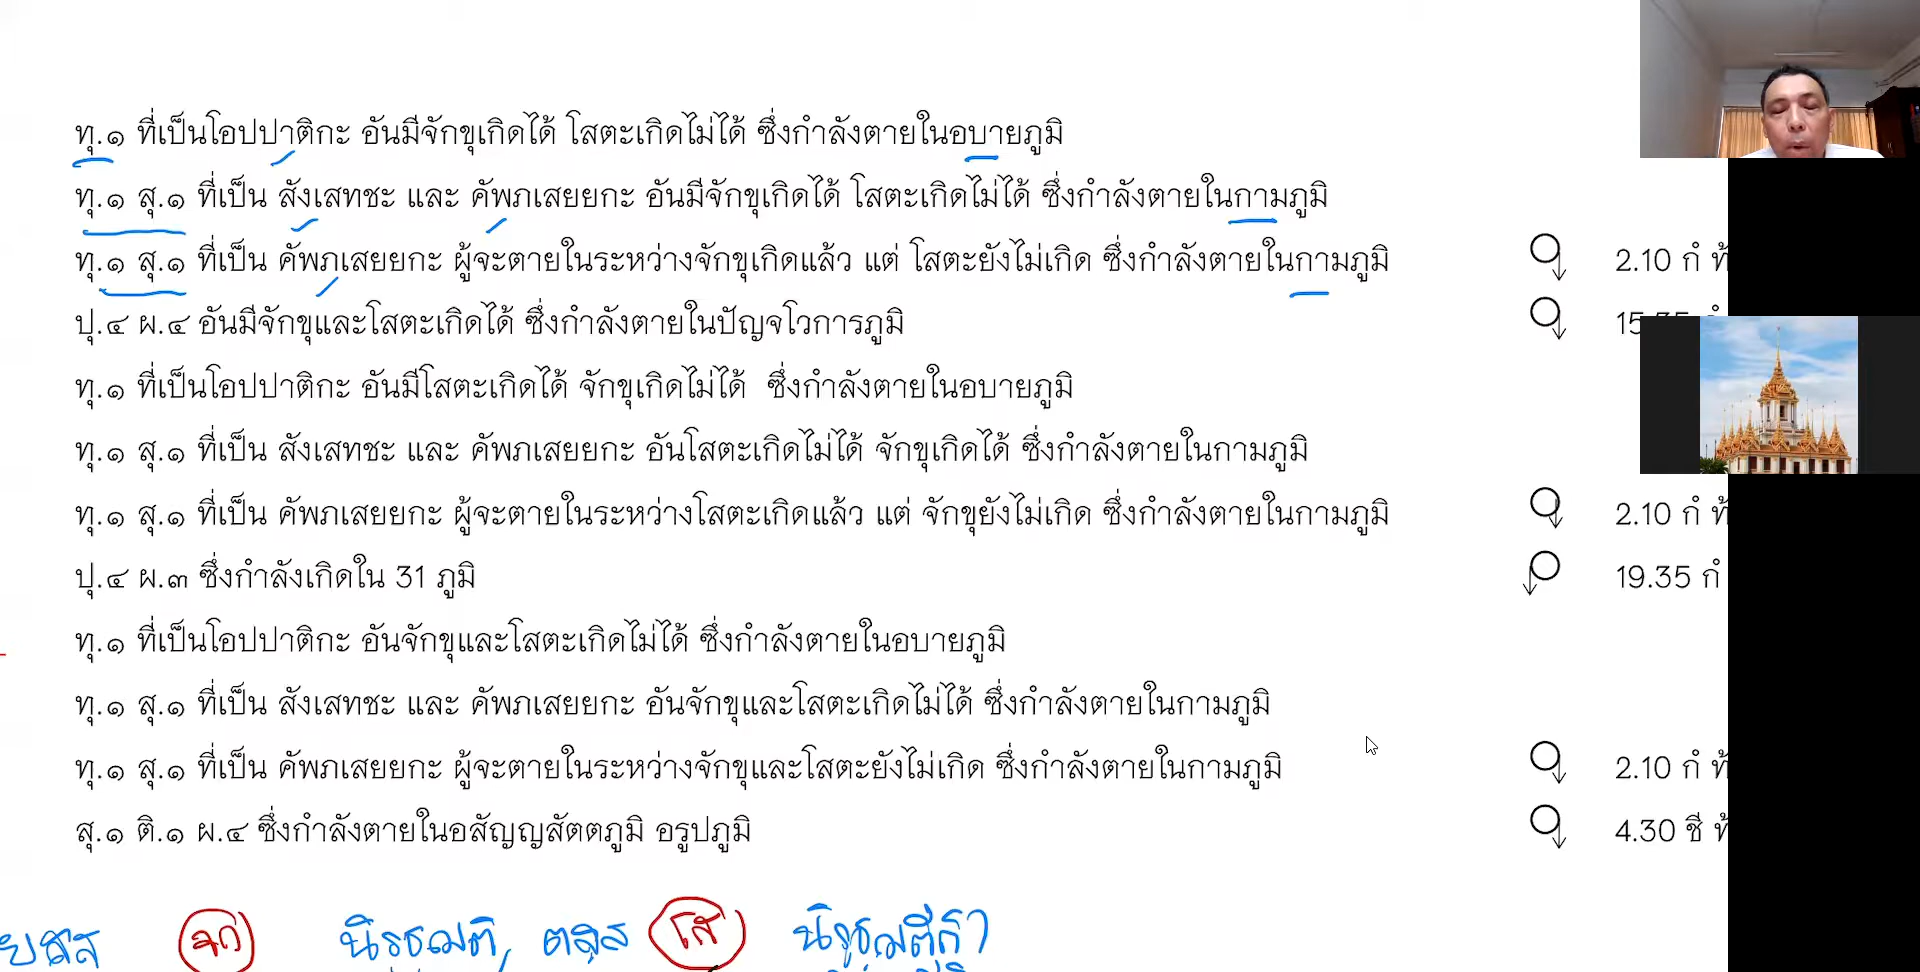 ทุ.๑ ที่เป็นโอปปาติกะ อันมีจักขุเกิดได้ โสตะเกิดไม่ได้ ซึ่งกำลังตายในอบายภูมิ
ทุ.๑ สุ.๑ ที่เป็น สังเสทชะ และ คัพภเสยยกะ อันมีจักขุเกิดได้ โสตะเกิดไม่ได้ ซึ่งกำลังตายในกามภูมิ
ทุ.๑ สุ.๑ ที่เป็น คัพภเสยยกะ ผู้จะตายในระหว่างจักขุเกิดแล้ว แต่ โสตะยังไม่เกิด ซึ่งกำลังตายในกามภูมิ 2.10 กํ ท้
ปุ.๔ ผ.๔ อันมีจักขุและโสตะเกิดได้ ซึ่งกำลังตายในปัญจโวการภูมิ
ทุ.๑ ที่เป็นโอปปาติกะ อันมีโสตะเกิดได้ จักขุเกิดไม่ได้ ซึ่งกำลังตายในอบายภูมิ
ทุ.๑ สุ.๑ ที่เป็น สังเสทชะ และ คัพภเสยยกะ อันโสตะเกิดไม่ได้ จักขุเกิดได้ ซึ่งกำลังตายในกามภูมิ
ทุ.๑ สุ.๑ ที่เป็น คัพภเสยยกะ ผู้จะตายในระหว่างโสตะเกิดแล้ว แต่ จักขุยังไม่เกิด ซึ่งกำลังตายในกามภูมิ 2.10 กํ ท้
ปุ.๔ ผ.๓ ซึ่งกำลังเกิดใน 31 ภูมิ 19.35 กํ
ทุ.๑ ที่เป็นโอปปาติกะ อันจักขุและโสตะเกิดไม่ได้ ซึ่งกำลังตายในอบายภูมิ
ทุ.๑ สุ.๑ ที่เป็น สังเสทชะ และ คัพภเสยยกะ อันจักขุและโสตะเกิดไม่ได้ ซึ่งกำลังตายในกามภูมิ
ทุ.๑ สุ.๑ ที่เป็น คัพภเสยยกะ ผู้จะตายในระหว่างจักขุและโสตะยังไม่เกิด ซึ่งกำลังตายในกามภูมิ 2.10 กํ ท้
สุ.๑ ติ.๑ ผ.๔ ซึ่งกำลังตายในอสัญญสัตตภูมิ อรูปภูมิ 4.30 ชี ท้
ยสฺส จก นิรุชฺฌติ, ตสฺส โส